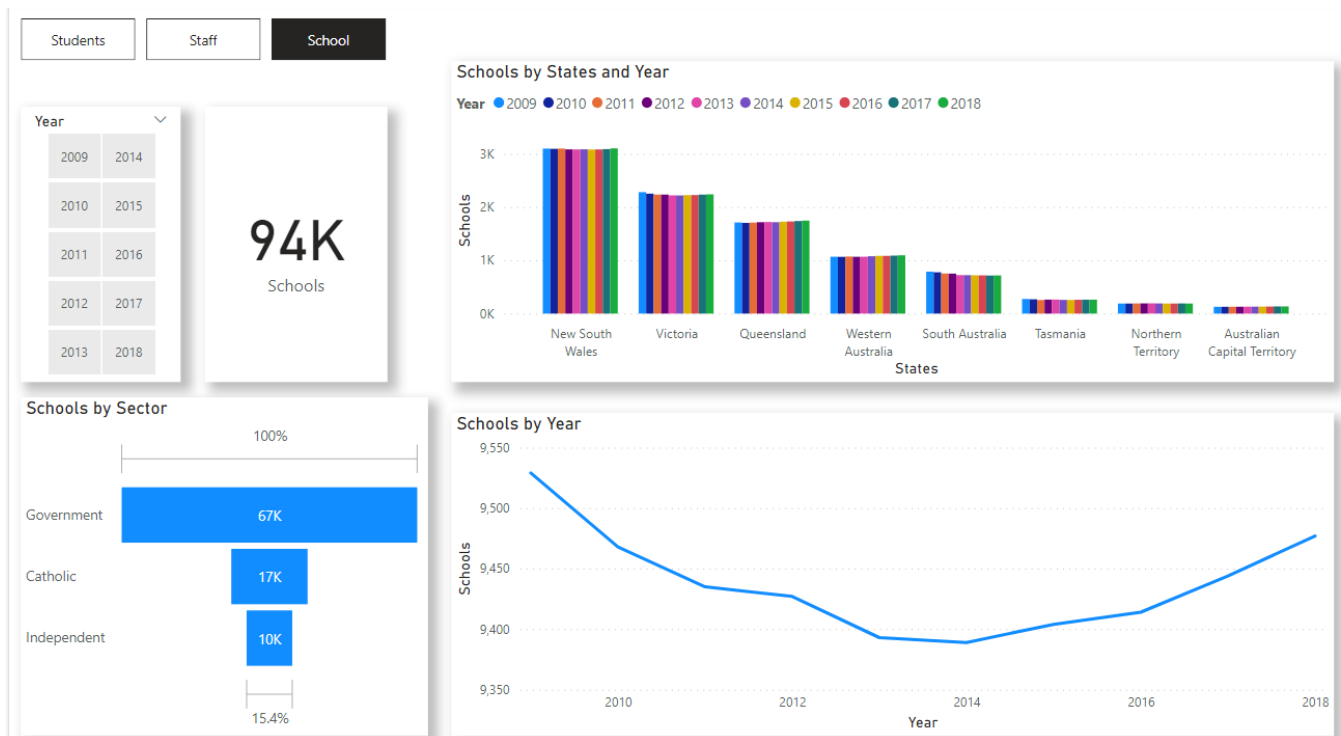 Students Staff School
Year
2009 2014
2010 2015
2011 2016
2012 2017
2013 2018
94K
Schools
Schools by States and Year
Year 2009 2010 2011 2012 2013 2014 2015 2016 2017 2018
3K
2K
1K
0K
Schools
New South Wales
Victoria
Queensland
Western Australia
South Australia
Tasmania
Northern Territory
Australian Capital Territory
States
Schools by Sector
100%
Government 67K
Catholic 17K
Independent 10K
15.4%
Schools by Year
9,550
9,500
9,450
9,400
9,350
Schools
2010 2012 2014 2016 2018
Year